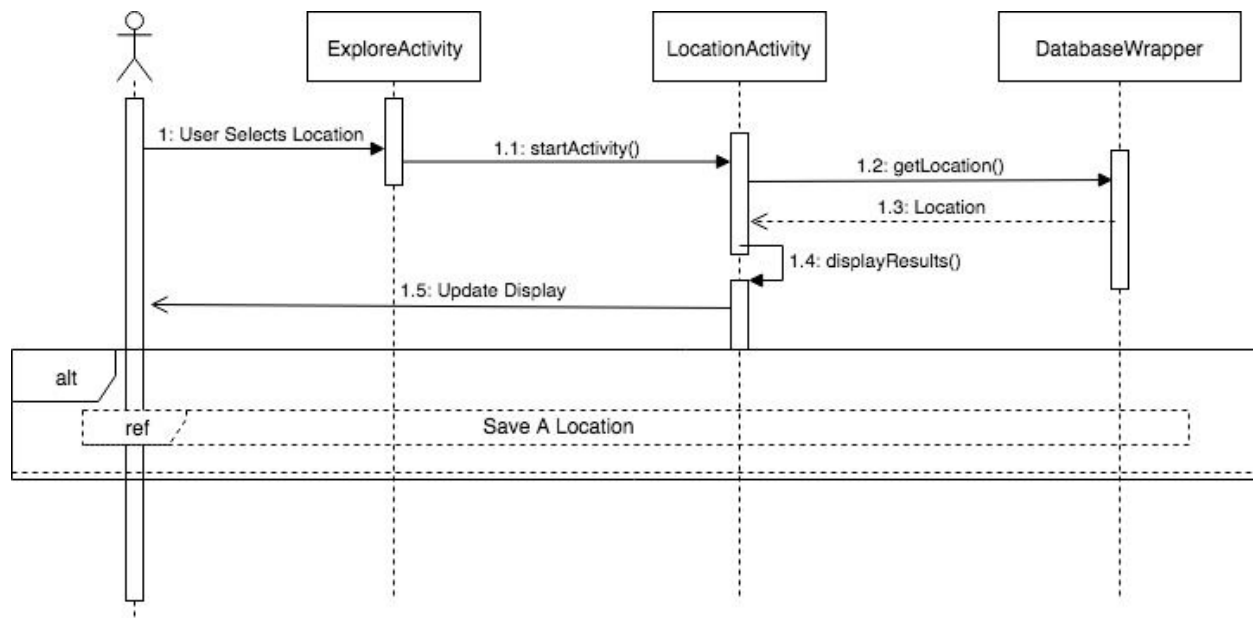 ExploreActivity
LocationActivity
DatabaseWrapper
1: User Selects Location
1.1: startActivity()
1.2: getLocation()
1.3: Location
1.4: displayResults()
1.5: Update Display
alt
ref
Save A Location